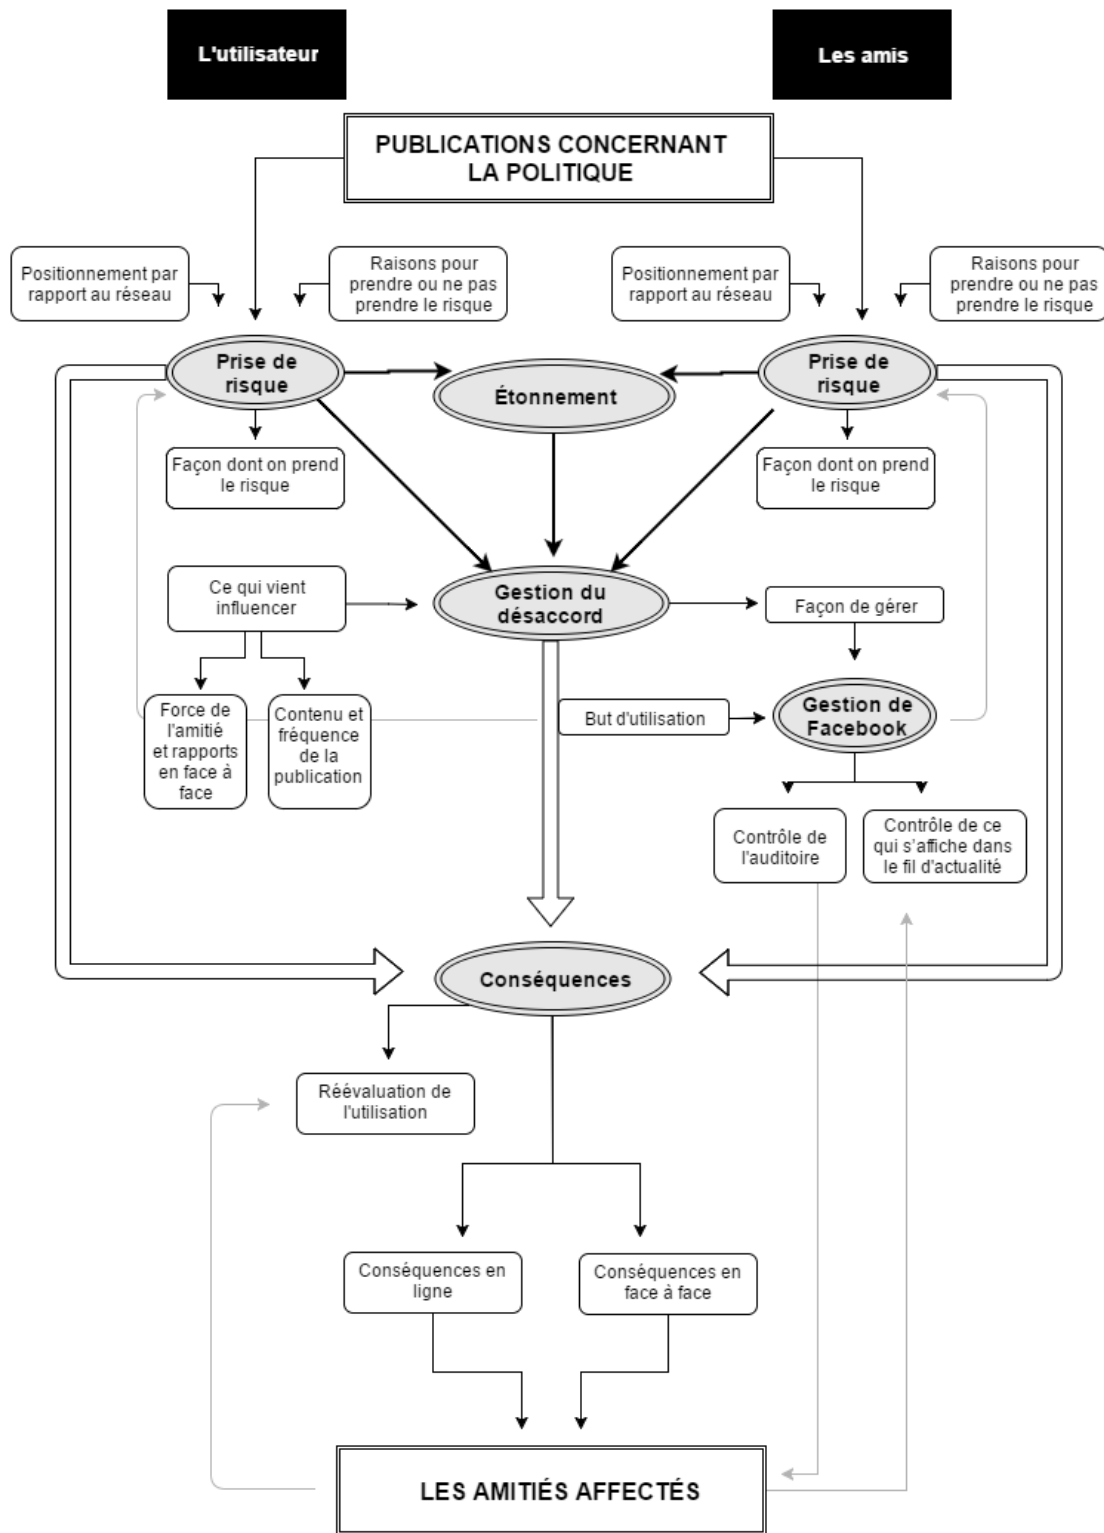 L'utilisateur
Les amis
PUBLICATIONS CONCERNANT
LA POLITIQUE
Positionnement par
rapport au réseau
Raisons pour
prendre ou ne pas
prendre le risque
Positionnement par
rapport au réseau
Raisons pour
prendre ou ne pas
prendre le risque
Prise de
risque
Étonnement
Prise de
risque
Façon dont on prend
le risque
Façon dont on prend
le risque
Ce qui vient
influencer
Gestion du
désaccord
Façon de gérer
Force de
l'amitié
et rapports
en face à
face
Contenu et
fréquence
de la
publication
But d'utilisation
Gestion de
Facebook
Contrôle de
l'auditoire
Contrôle de ce
qui s'affiche dans
le fil d'actualité
Conséquences
Réévaluation de
l'utilisation
Conséquences en
ligne
Conséquences en
face à face
LES AMITIÉS AFFECTÉS